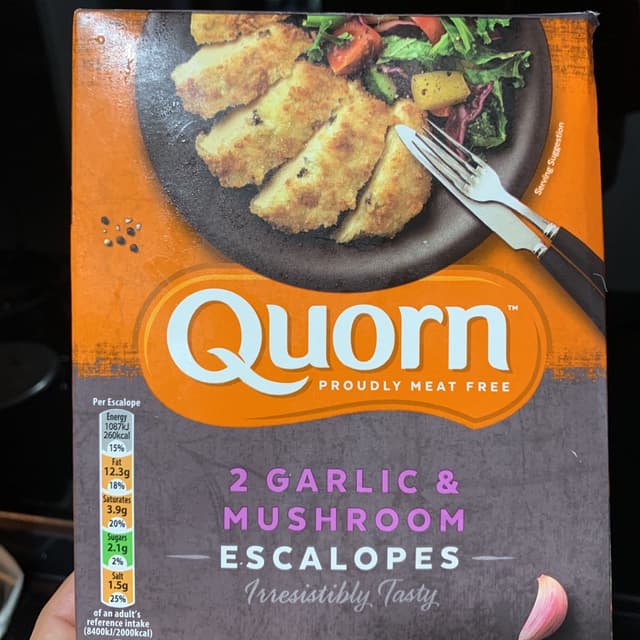 Serving Suggestion
Quorn™
PROUDLY MEAT FREE
Per Escalope
Energy
1087kJ
260kcal
15%
Fat
12.3g
18%
Saturates
3.9g
20%
Sugars
2.1g
2%
Salt
1.5g
25%
of an adult's
reference intake
(8400kJ/2000kcal)
2 GARLIC &
MUSHROOM
ESCALOPES
Irresistibly Tasty